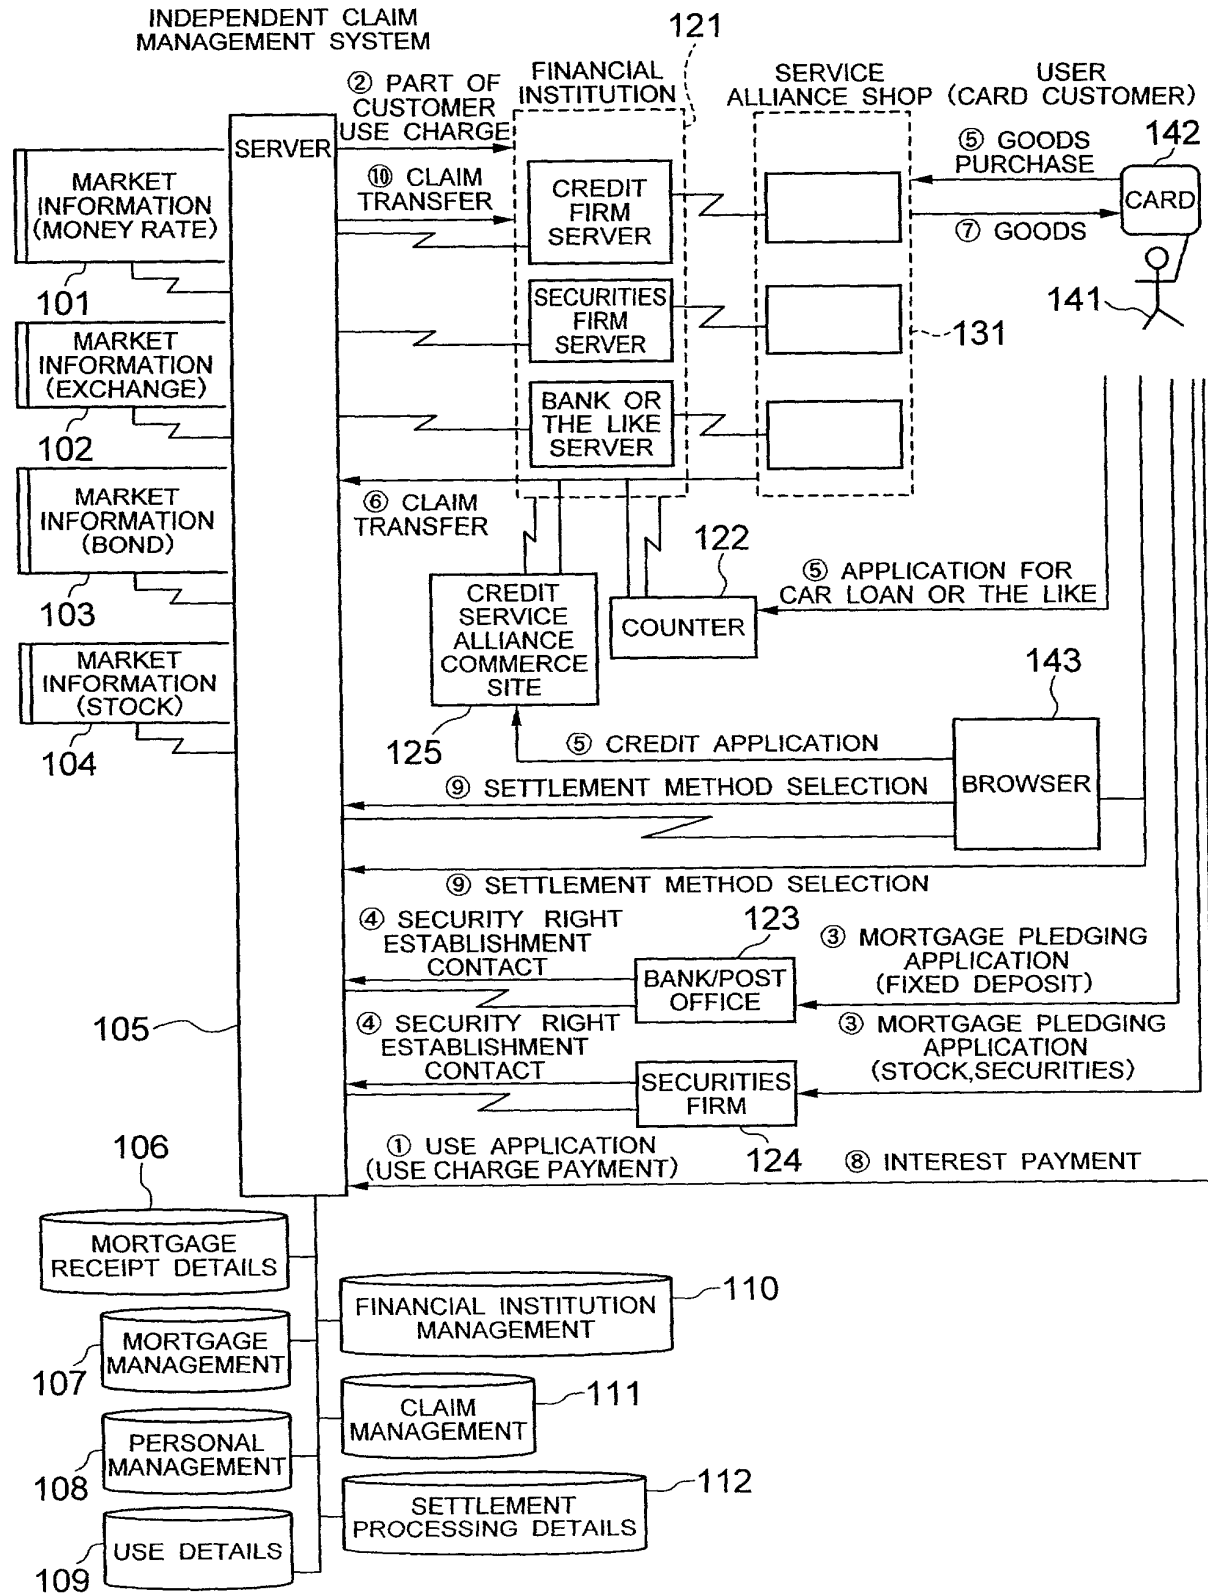 INDEPENDENT CLAIM
MANAGEMENT SYSTEM
121
② PART OF
CUSTOMER
USE CHARGE
FINANCIAL
INSTITUTION
SERVICE
ALLIANCE SHOP
USER
(CARD CUSTOMER)
SERVER
⑤ GOODS
PURCHASE
142
MARKET
INFORMATION
(MONEY RATE)
⑩ CLAIM
TRANSFER
CREDIT
FIRM
SERVER
CARD
⑦ GOODS
101
SECURITIES
FIRM
SERVER
141
131
MARKET
INFORMATION
(EXCHANGE)
102
BANK OR
THE LIKE
SERVER
⑥ CLAIM
TRANSFER
MARKET
INFORMATION
(BOND)
103
122
CREDIT
SERVICE
ALLIANCE
COMMERCE
SITE
COUNTER
⑤ APPLICATION FOR
CAR LOAN OR THE LIKE
MARKET
INFORMATION
(STOCK)
104
125
143
⑤ CREDIT APPLICATION
⑨ SETTLEMENT METHOD SELECTION
BROWSER
⑨ SETTLEMENT METHOD SELECTION
④ SECURITY RIGHT
ESTABLISHMENT
CONTACT
123
BANK/POST
OFFICE
③ MORTGAGE PLEDGING
APPLICATION
(FIXED DEPOSIT)
105
④ SECURITY RIGHT
ESTABLISHMENT
CONTACT
SECURITIES
FIRM
③ MORTGAGE PLEDGING
APPLICATION
(STOCK,SECURITIES)
124
① USE APPLICATION
(USE CHARGE PAYMENT)
⑧ INTEREST PAYMENT
106
MORTGAGE
RECEIPT DETAILS
FINANCIAL INSTITUTION
MANAGEMENT
110
MORTGAGE
MANAGEMENT
107
CLAIM
MANAGEMENT
111
PERSONAL
MANAGEMENT
108
SETTLEMENT
PROCESSING DETAILS
112
USE DETAILS
109